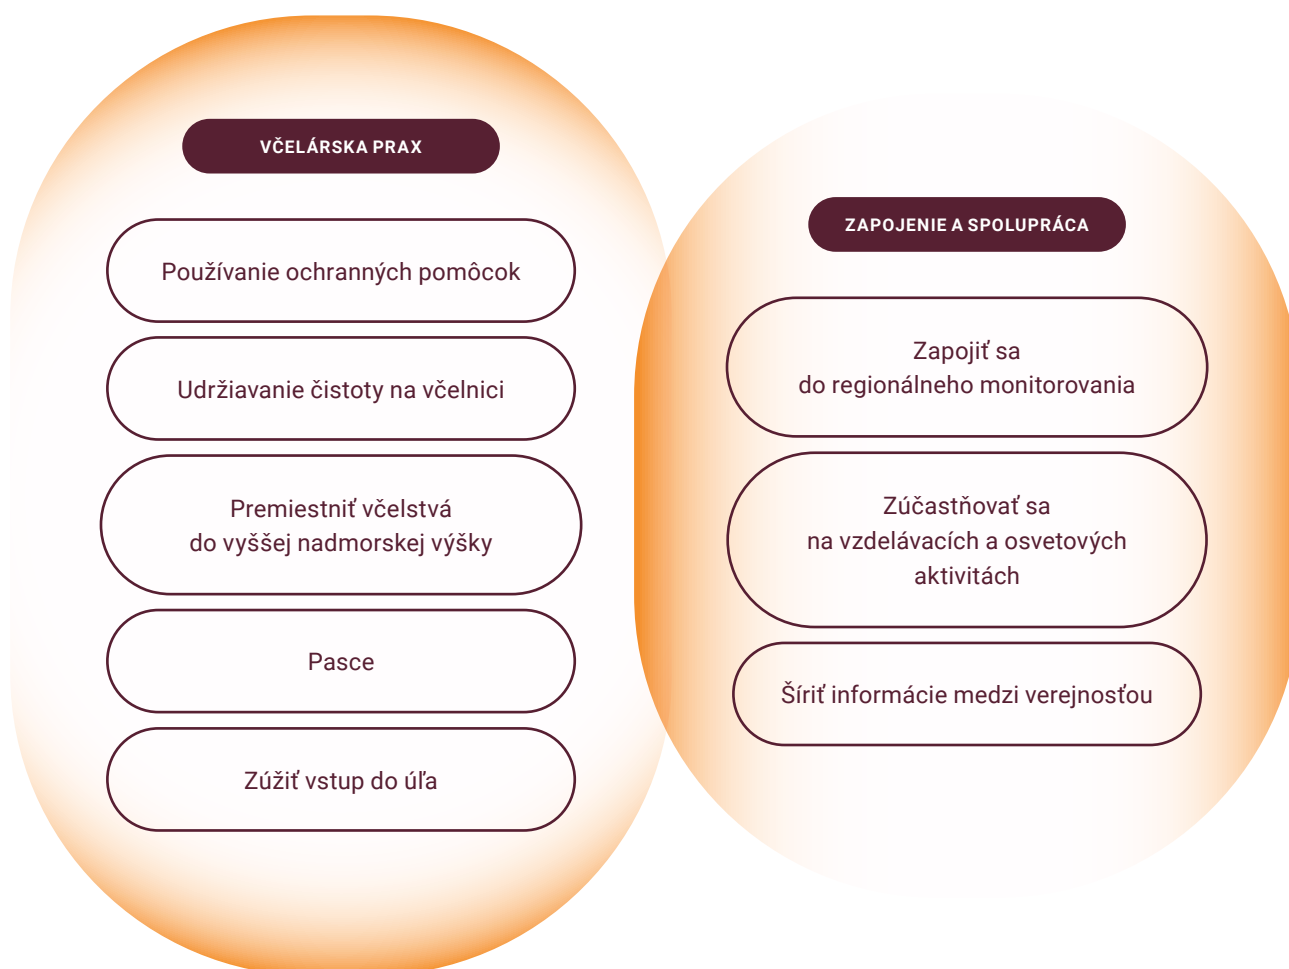 VČELÁRSKA PRAX
Používanie ochranných pomôcok
Udržiavanie čistoty na včelnici
Premiestniť včelstvá
do vyššej nadmorskej výšky
Pasce
Zúžiť vstup do úľa
ZAPOJENIE A SPOLUPRÁCA
Zapojiť sa
do regionálneho monitorovania
Zúčastňovať sa
na vzdelávacích a osvetových
aktivitách
Šíriť informácie medzi verejnosťou